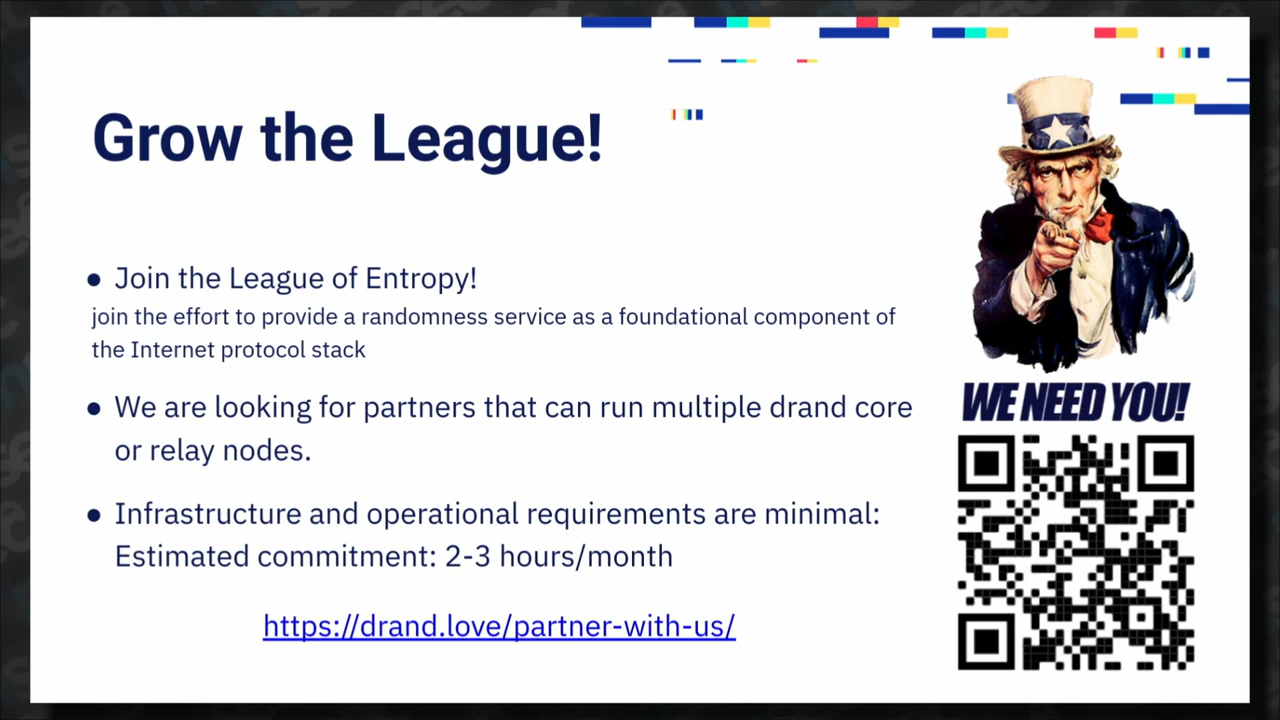 Grow the League!
● Join the League of Entropy!
join the effort to provide a randomness service as a foundational component of
the Internet protocol stack
● We are looking for partners that can run multiple drand core
or relay nodes.
● Infrastructure and operational requirements are minimal:
Estimated commitment: 2-3 hours/month
https://drand.love/partner-with-us/
WE NEED YOU!